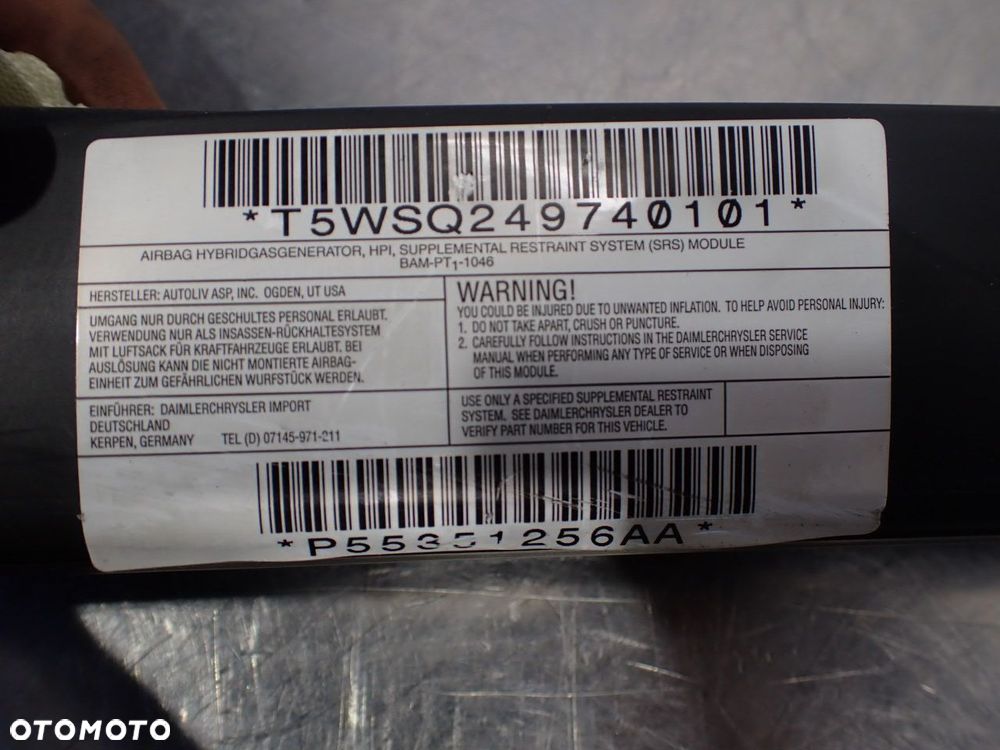 *T5WSQ249740101*
AIRBAG HYBRIDGASGENERATOR, HPI, SUPPLEMENTAL RESTRAINT SYSTEM (SRS) MODULE
BAM-PT1-1046
HERSTELLER: AUTOLIV ASP, INC. OGDEN, UT USA
UMGANG NUR DURCH GESCHULTES PERSONAL ERLAUBT.
VERWENDUNG NUR ALS INSASSEN-RÜCKHALTESYSTEM
MIT LUFTSACK FÜR KRAFTFAHRZEUGE ERLAUBT. BEI
AUSLÖSUNG KANN DIE NICHT MONTIERTE AIRBAG-
EINHEIT ZUM GEFÄHRLICHEN WURFSTÜCK WERDEN.
EINFÜHRER: DAIMLERCHRYSLER IMPORT
DEUTSCHLAND
KERPEN, GERMANY TEL (D) 07145-971-211
WARNING!
YOU COULD BE INJURED DUE TO UNWANTED INFLATION. TO HELP AVOID PERSONAL INJURY:
1. DO NOT TAKE APART, CRUSH OR PUNCTURE.
2. CAREFULLY FOLLOW INSTRUCTIONS IN THE DAIMLERCHRYSLER SERVICE
MANUAL WHEN PERFORMING ANY TYPE OF SERVICE OR WHEN DISPOSING
OF THIS MODULE.
USE ONLY A SPECIFIED SUPPLEMENTAL RESTRAINT
SYSTEM. SEE DAIMLERCHRYSLER DEALER TO
VERIFY PART NUMBER FOR THIS VEHICLE.
*P55351256AA*
OTOMOTO